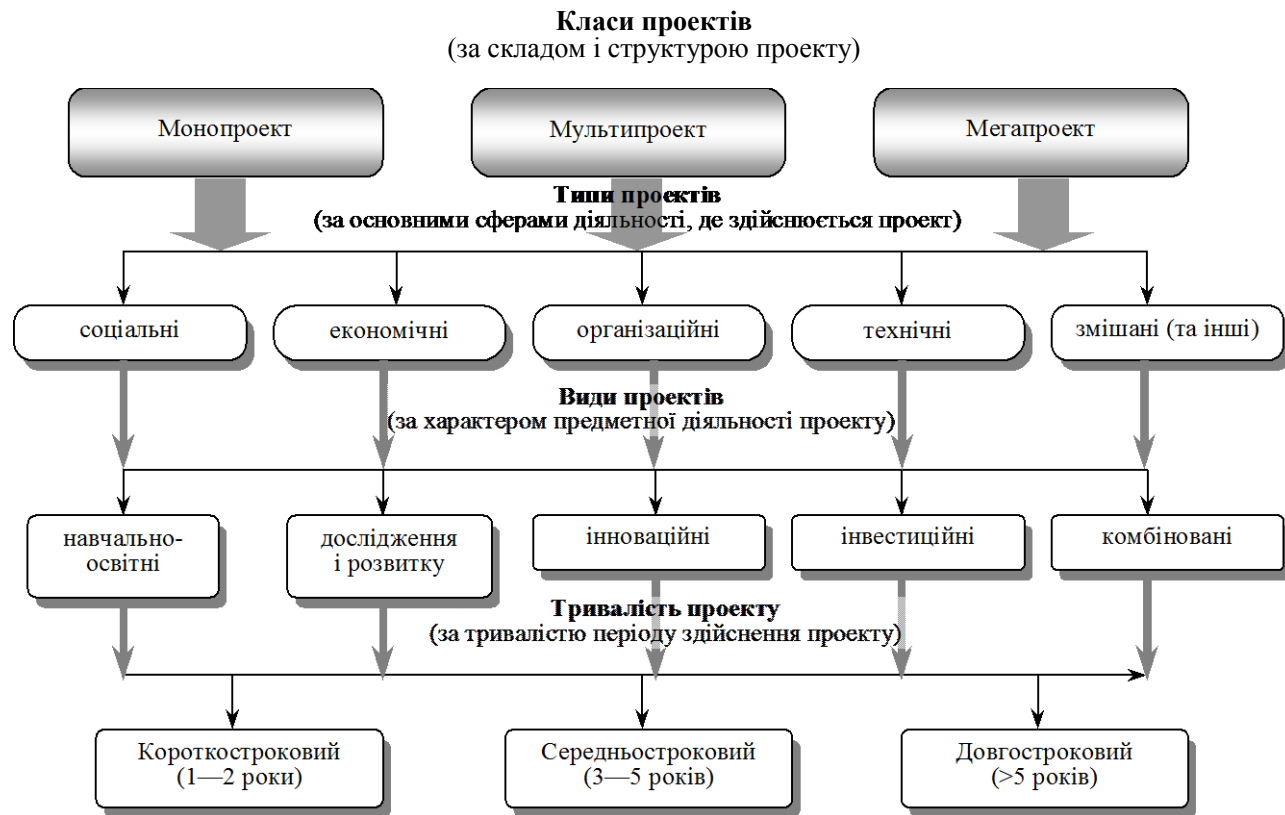 Класи проектів
(за складом і структурою проекту)
Монопроект
Мультипроект
Мегапроект
Типи проектів
(за основними сферами діяльності, де здійснюється проект)
соціальні
економічні
організаційні
технічні
змішані (та інші)
Види проектів
(за характером предметної діяльності проекту)
навчально-
освітні
дослідження
і розвитку
інноваційні
інвестиційні
комбіновані
Тривалість проекту
(за тривалістю періоду здійснення проекту)
Короткостроковий
(1—2 роки)
Середньостроковий
(3—5 років)
Довгостроковий
(>5 років)